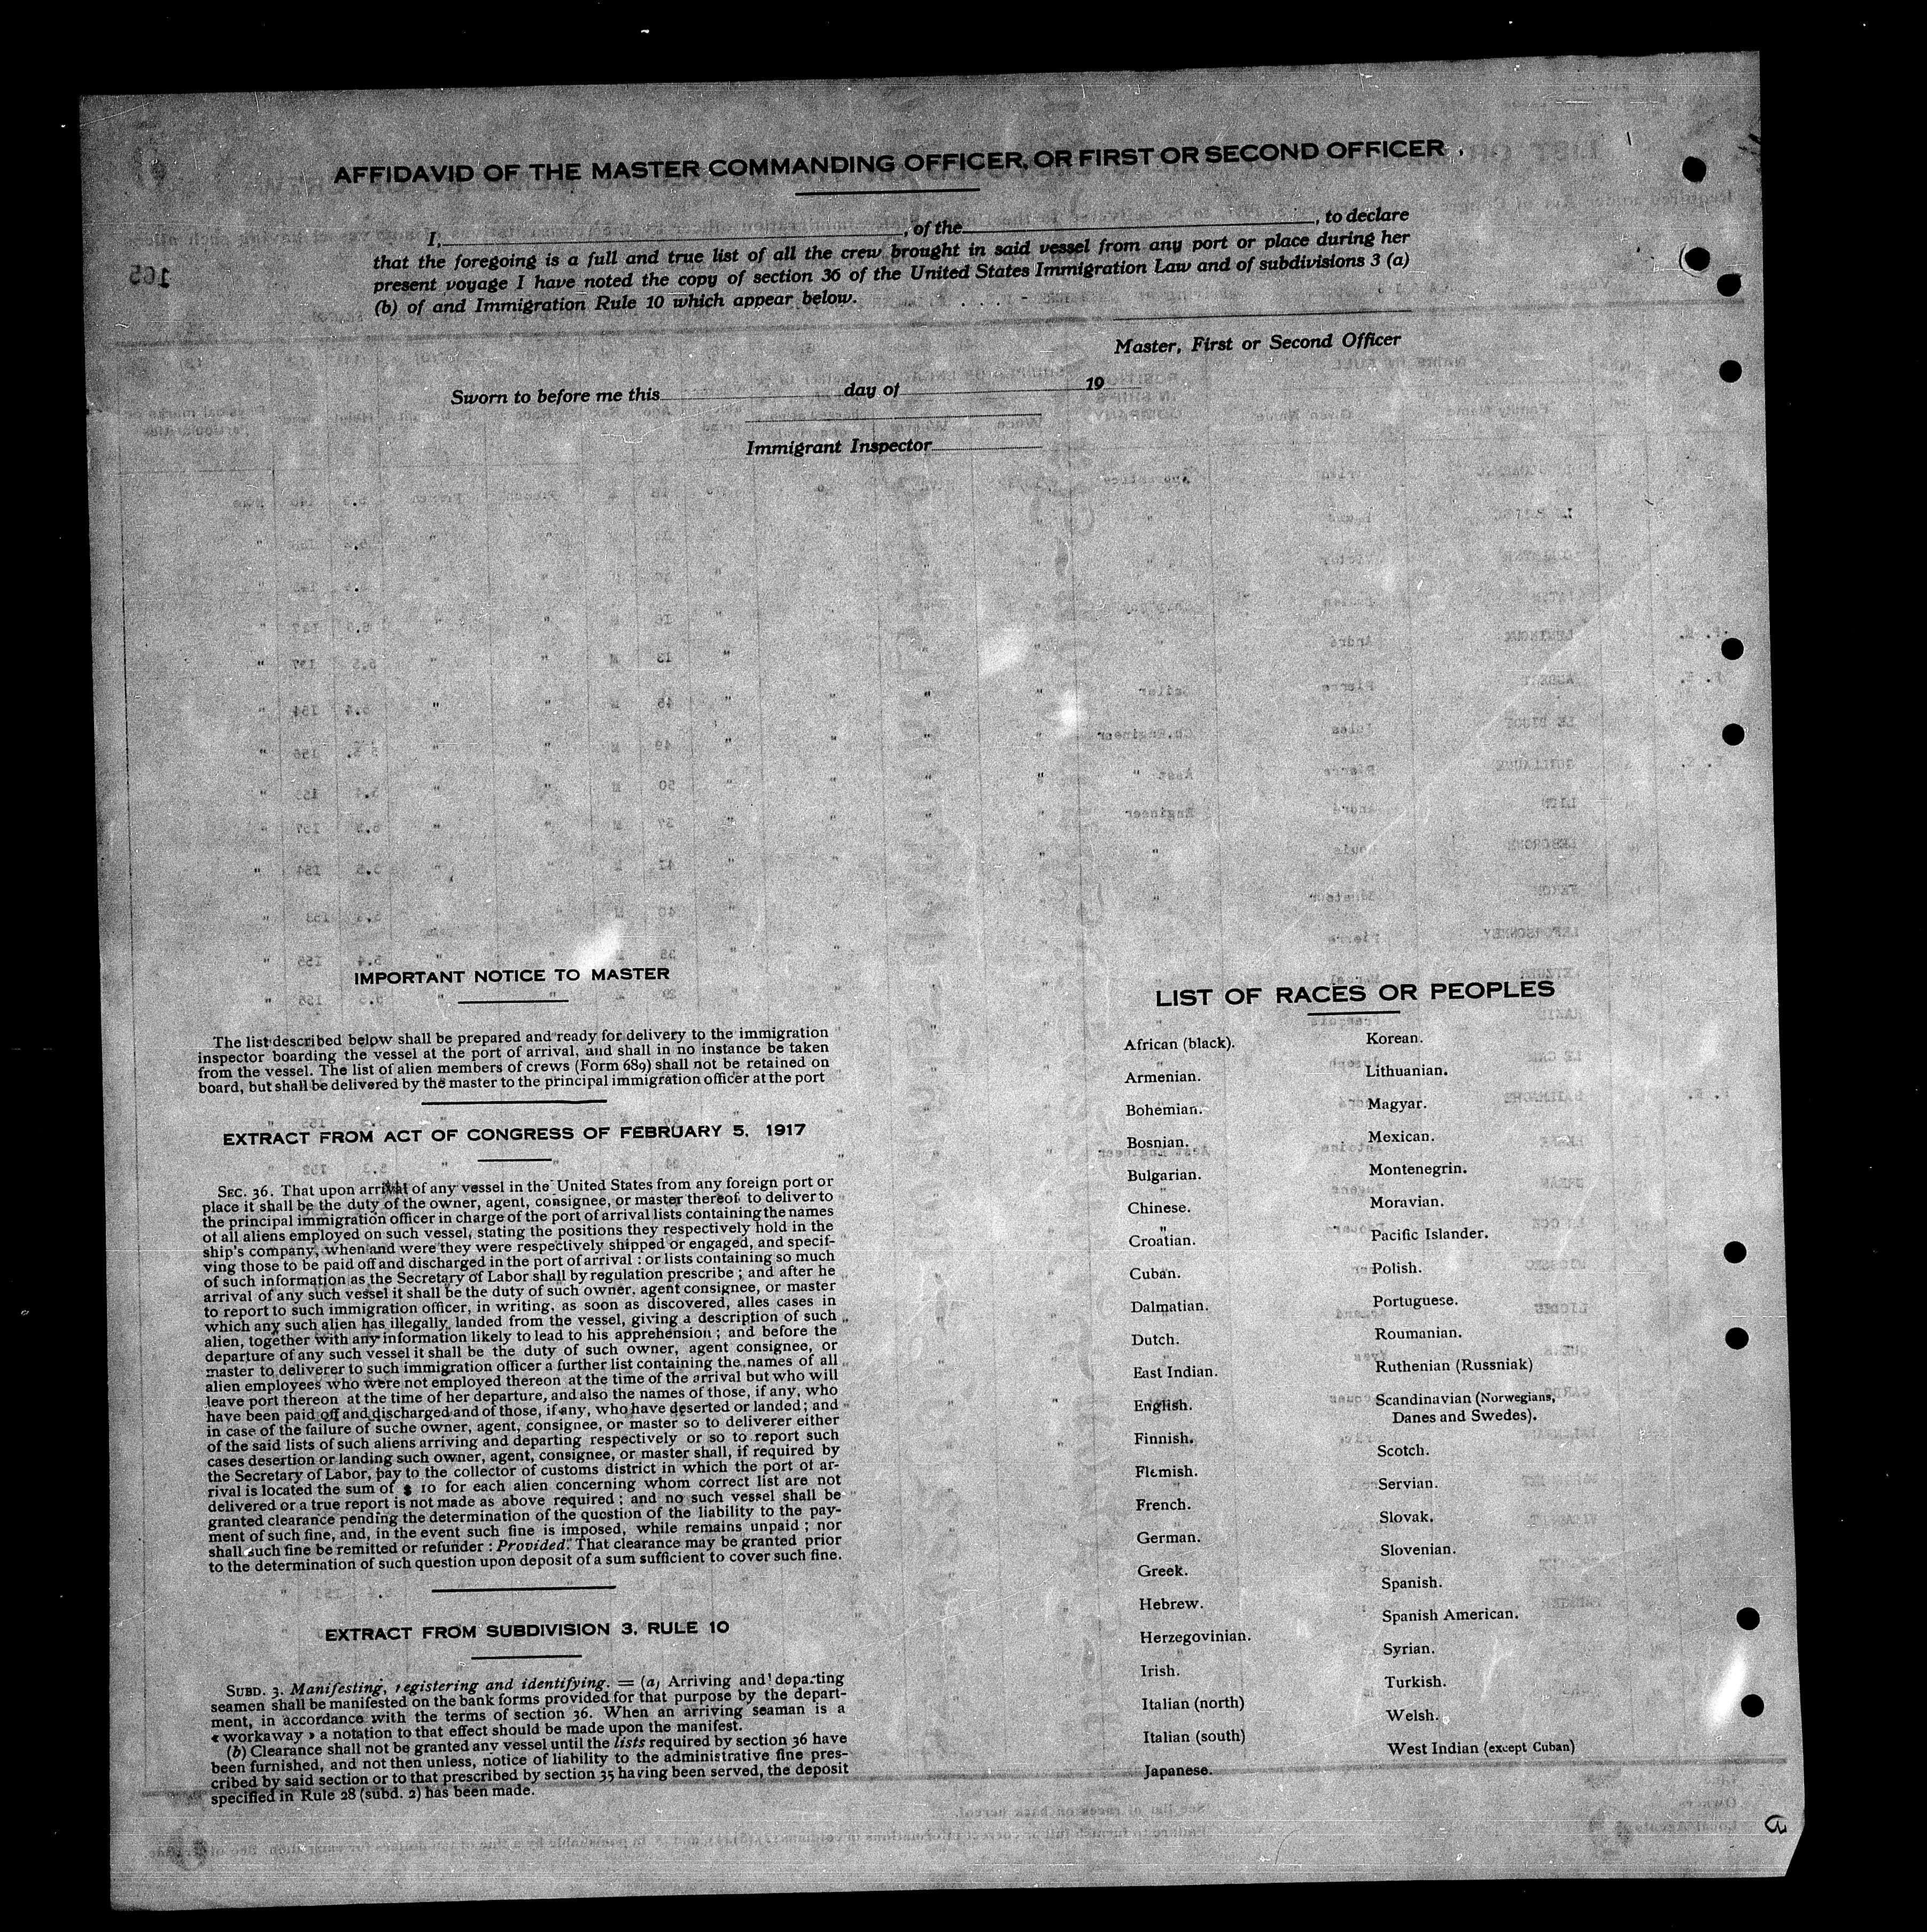 AFFIDAVID OF THE MASTER COMMANDING OFFICER, OR FIRST OR SECOND OFFICER
I, , of the , to declare
that the foregoing is a full and true list of all the crew brought in said vessel from any port or place during her
present voyage I have noted the copy of section 36 of the United States Immigration Law and of subdivisions 3 (a)
(b) of and Immigration Rule 10 which appear below.
Master, First or Second Officer
Sworn to before me this day of 19
Immigrant Inspector
IMPORTANT NOTICE TO MASTER
The list described below shall be prepared and ready for delivery to the immigration
inspector boarding the vessel at the port of arrival, and shall in no instance be taken
from the vessel. The list of alien members of crews (Form 689) shall not be retained on
board, but shall be delivered by the master to the principal immigration officer at the port
EXTRACT FROM ACT OF CONGRESS OF FEBRUARY 5, 1917
SEC. 36. That upon arrival of any vessel in the United States from any foreign port or
place it shall be the duty of the owner, agent, consignee, or master thereof to deliver to
the principal immigration officer in charge of the port of arrival lists containing the names
of all aliens employed on such vessel, stating the positions they respectively hold in the
ship's company, when and were they were respectively shipped or engaged, and specif-
ving those to be paid off and discharged in the port of arrival : or lists containing so much
of such information as the Secretary of Labor shall by regulation prescribe ; and after he
arrival of any such vessel it shall be the duty of such owner, agent consignee, or master
to report to such immigration officer, in writing, as soon as discovered, alles cases in
which any such alien has illegally landed from the vessel, giving a description of such
alien, together with any information likely to lead to his apprehension ; and before the
departure of any such vessel it shall be the duty of such owner, agent consignee, or
master to deliverer to such immigration officer a further list containing the names of all
alien employees who were not employed thereon at the time of the arrival but who will
leave port thereon at the time of her departure, and also the names of those, if any, who
have been paid off and discharged and of those, if any, who have deserted or landed ; and
in case of the failure of suche owner, agent, consignee, or master so to deliverer either
of the said lists of such aliens arriving and departing respectively or so to report such
cases desertion or landing such owner, agent, consignee, or master shall, if required by
the Secretary of Labor, pay to the collector of customs district in which the port of ar-
rival is located the sum of $ 10 for each alien concerning whom correct list are not
delivered or a true report is not made as above required ; and no such vessel shall be
granted clearance pending the determination of the quostion of the liability to the pay-
ment of such fine, and, in the event such fine is imposed, while remains unpaid ; nor
shall such fine be remitted or refunder : Provided. That clearance may be granted prior
to the determination of such question upon deposit of a sum sufficient to cover such fine.
EXTRACT FROM SUBDIVISION 3, RULE 10
SUBD. 3. Manifesting, registering and identifying. = (a) Arriving and departing
seamen shall be manifested on the bank forms provided for that purpose by the depart-
ment, in accordance with the terms of section 36. When an arriving seaman is a
« workaway » a notation to that effect should be made upon the manifest.
(b) Clearance shall not be granted any vessel until the lists required by section 36 have
been furnished, and not then unless, notice of liability to the administrative fine pres-
cribed by said section or to that prescribed by section 35 having been served, the deposit
specified in Rule 28 (subd. 2) has been made.
LIST OF RACES OR PEOPLES
African (black).
Armenian.
Bohemian.
Bosnian.
Bulgarian.
Chinese.
Croatian.
Cuban.
Dalmatian.
Dutch.
East Indian.
English.
Finnish.
Flemish.
French.
German.
Greek.
Hebrew.
Herzegovinian.
Irish.
Italian (north)
Italian (south)
Japanese.
Korean.
Lithuanian.
Magyar.
Mexican.
Montenegrin.
Moravian.
Pacific Islander.
Polish.
Portuguese.
Roumanian.
Ruthenian (Russniak)
Scandinavian (Norwegians,
Danes and Swedes).
Scotch.
Servian.
Slovak.
Slovenian.
Spanish.
Spanish American.
Syrian.
Turkish.
Welsh.
West Indian (except Cuban)